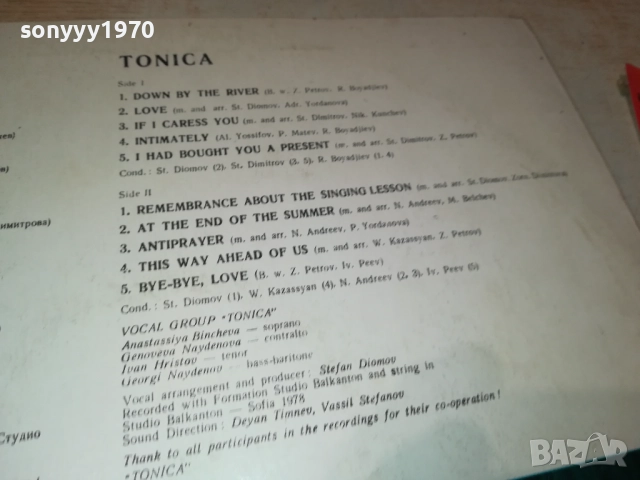 sonyyy1970
TONICA
Side I
1. DOWN BY THE RIVER (B. w. Z. Petrov, R. Boyadjiev)
2. LOVE (m. and arr. St. Diomov, Adr. Yordanova)
3. IF I CARESS YOU (m. and arr. St. Dimitrov, Nik. Kanchev)
4. INTIMATELY (Al. Yossifov, P. Matev, R. Boyadjiev)
5. I HAD BOUGHT YOU A PRESENT (m. and arr. St. Dimitrov, Z. Petrov)
Cond.: St. Diomov (2), St. Dimitrov (3, 5), R. Boyadjiev (1, 4)
Side II
1. REMEMBRANCE ABOUT THE SINGING LESSON (m. and arr. St. Diomov,
имитрова)
2. AT THE END OF THE SUMMER (m. and arr. N. Andreev, M. Belchev)
3. ANTIPRAYER (m. and arr. N. Andreev, P. Yordanova)
4. THIS WAY AHEAD OF US (m. and arr. W. Kazassyan, Z. Petrov)
5. BYE-BYE, LOVE (B. w. Z. Petrov, Iv. Peev)
Cond.: St. Diomov (1), W. Kazassyan (4), N. Andreev (2, 3), Iv. Peev (5)
VOCAL GROUP "TONICA"
Anastassiya Bincheva — soprano
Genoveva Naydenova — contralto
Ivan Hristov — tenor
Georgi Naydenov — bass-baritone
Vocal arrangement and producer: Stefan Diomov
Recorded with Formation Studio Balkanton and string in
Studio Balkanton — Sofia 1978
Студио
Sound Direction: Deyan Timnev, Vassil Stefanov
Thank to all participants in the recordings for their co-operation!
"TONICA"
BAZAR